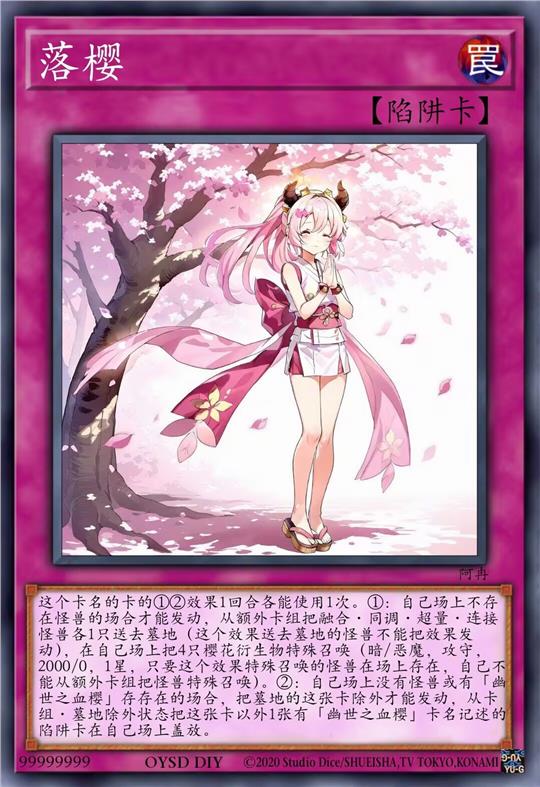 落樱
罠
【陷阱卡】
阿冉
这个卡名的卡的①②效果1回合各能使用1次。①：自己场上不存
在怪兽的场合才能发动，从额外卡组把融合·同调·超量·连接
怪兽各1只送去墓地（这个效果送去墓地的怪兽不能把效果发
动），在自己场上把4只樱花衍生物特殊召唤（暗/恶魔，攻守，
2000/0，1星，只要这个效果特殊召唤的怪兽在场上存在，自己不
能从额外卡组把怪兽特殊召唤）。②：自己场上没有怪兽或有「幽
世之血樱」存存在的场合，把墓地的这张卡除外才能发动，从卡
组·墓地除外状态把这张卡以外1张有「幽世之血樱」卡名记述的
陷阱卡在自己场上盖放。
99999999 OYSD DIY ©2020 Studio Dice/SHUEISHA,TV TOKYO,KONAMI
YU-G